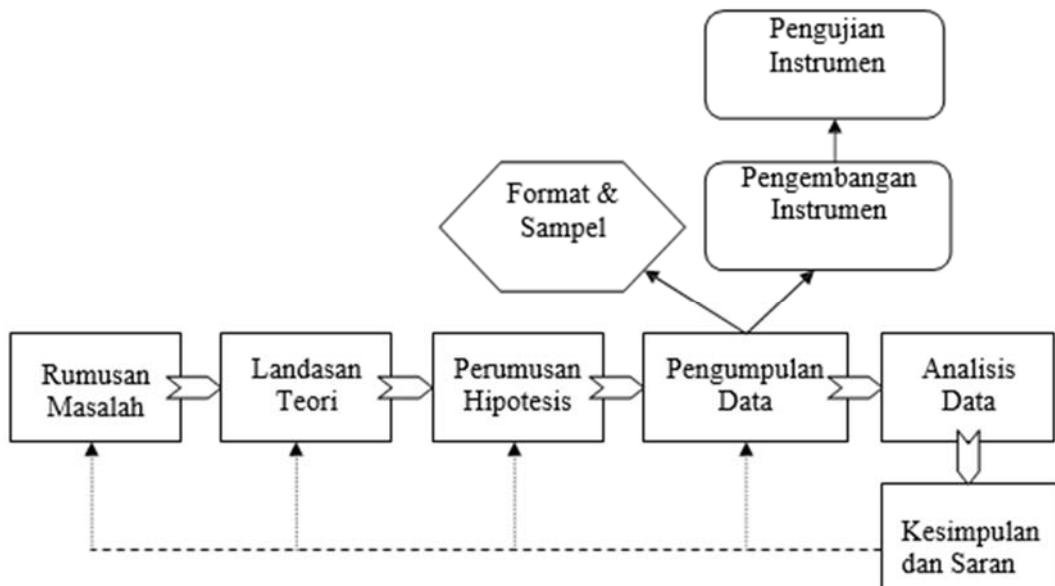 Pengujian
Instrumen
Format &
Sampel
Pengembangan
Instrumen
Rumusan
Masalah
Landasan
Teori
Perumusan
Hipotesis
Pengumpulan
Data
Analisis
Data
Kesimpulan
dan Saran